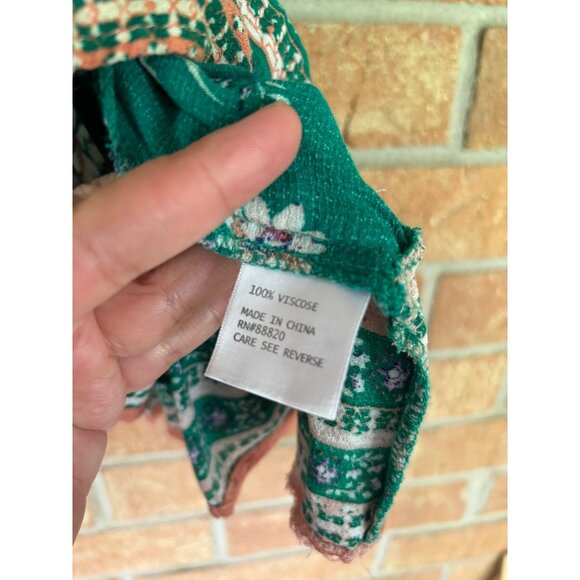 100% VISCOSE
MADE IN CHINA
RN#88820
CARE SEE REVERSE